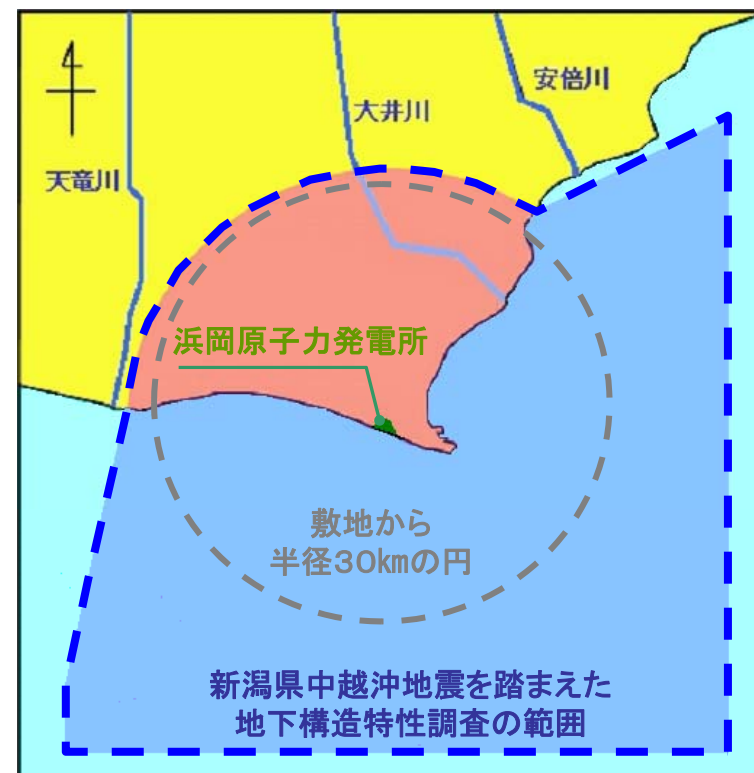 安倍川
大井川
天竜川
浜岡原子力発電所
敷地から
半径30㎞の円
新潟県中越沖地震を踏まえた
地下構造特性調査の範囲